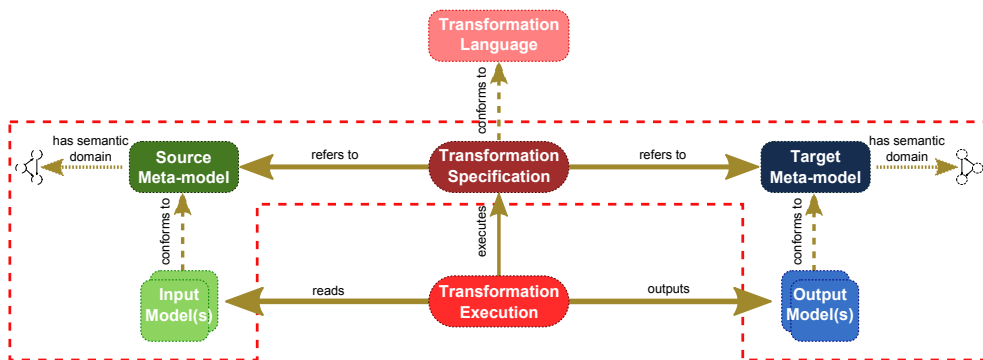 Transformation
Language
conforms to
has semantic
domain
Source
Meta-model
refers to
Transformation
Specification
refers to
Target
Meta-model
has semantic
domain
conforms to
executes
conforms to
Input
Model(s)
reads
Transformation
Execution
outputs
Output
Model(s)